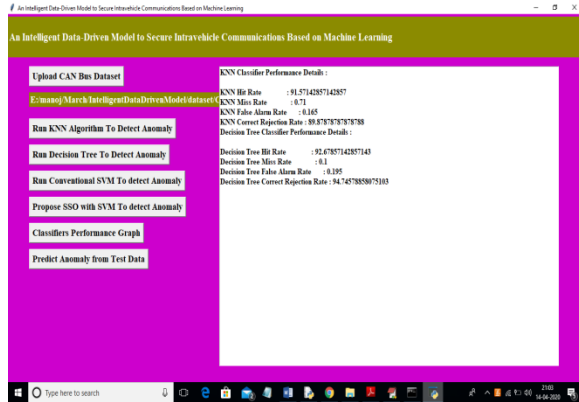 An Intelligent Data-Driven Model to Secure Intravehicle Communications Based on Machine Learning
An Intelligent Data-Driven Model to Secure Intravehicle Communications Based on Machine Learning
Upload CAN Bus Dataset
E:/manoj/March/IntelligentDataDrivenModel/dataset/
Run KNN Algorithm To Detect Anomaly
Run Decision Tree To Detect Anomaly
Run Conventional SVM To detect Anomaly
Propose SSO with SVM To detect Anomaly
Classifiers Performance Graph
Predict Anomaly from Test Data
KNN Classifier Performance Details :
KNN Hit Rate : 91.57142857142857
KNN Miss Rate : 0.71
KNN False Alarm Rate : 0.165
KNN Correct Rejection Rate : 89.87878787878788
Decision Tree Classifier Performance Details :
Decision Tree Hit Rate : 92.67857142857143
Decision Tree Miss Rate : 0.1
Decision Tree False Alarm Rate : 0.195
Decision Tree Correct Rejection Rate : 94.74578858075103
Type here to search
21:03
14-04-2020